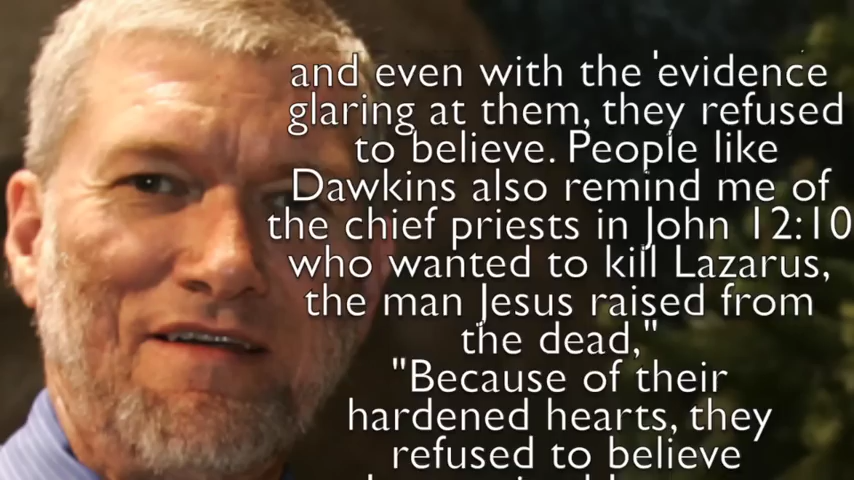 and even with the 'evidence
glaring at them, they refused
to believe. People like
Dawkins also remind me of
the chief priests in John 12:10
who wanted to kill Lazarus,
the man Jesus raised from
the dead,"
"Because of their
hardened hearts, they
refused to believe